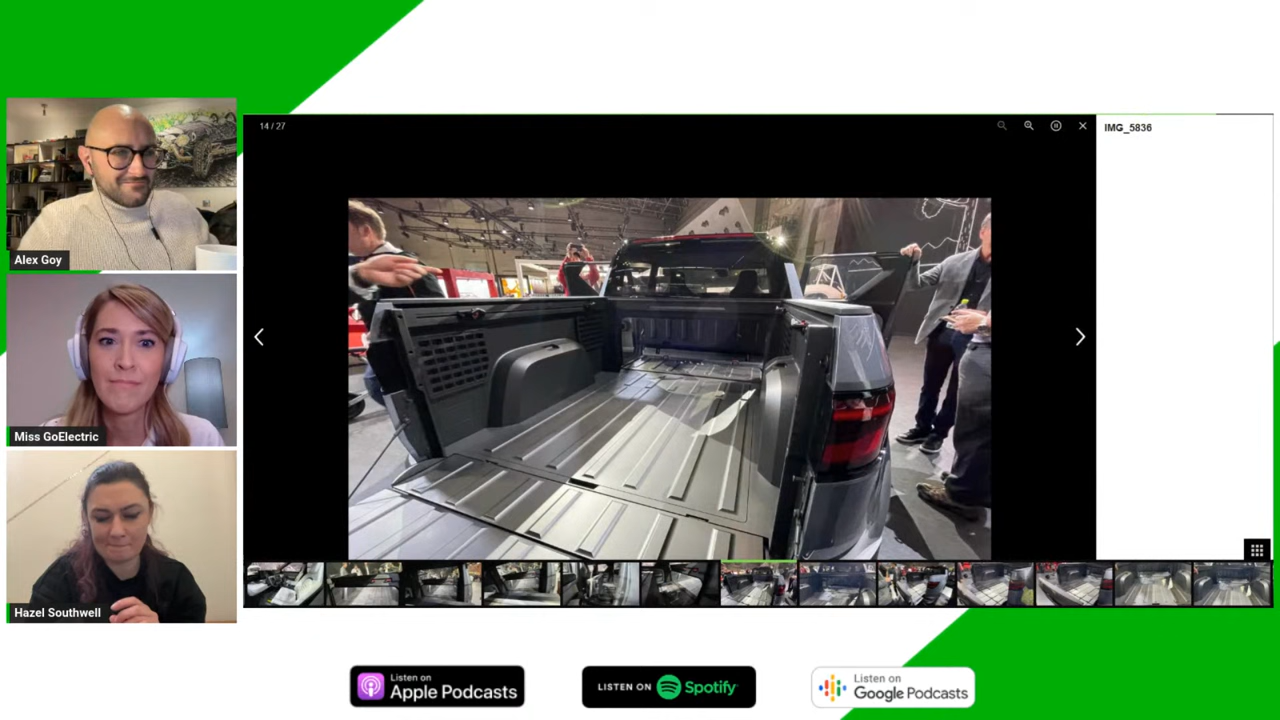 14 / 27
IMG_5836
Alex Goy
Miss GoElectric
Hazel Southwell
Listen on
Apple Podcasts
LISTEN ON Spotify
Listen on
Google Podcasts